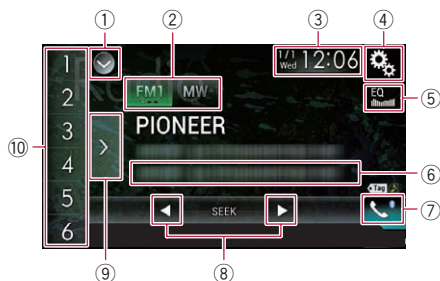 ① ② ③ ④
1 1/1 Wed 12:06
2 FM1 MW EQ ⑤
3 PIONEER
⑩ 4
5 ⑥
Tag
6 SEEK ⑦
⑨ ⑧